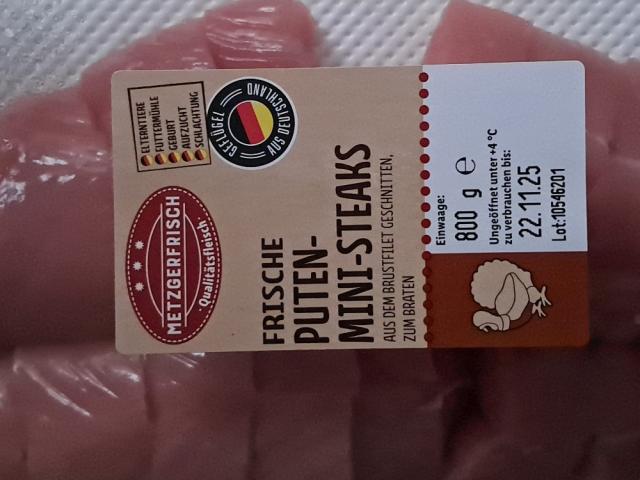 ELTERNTIERE
FUTTERMÜHLE
GEBURT
AUFZUCHT
SCHLACHTUNG
GEFLÜGEL
AUS DEUTSCHLAND
METZGERFRISCH
·Qualitätsfleisch·
FRISCHE
PUTEN-
MINI-STEAKS
AUS DEM BRUSTFILET GESCHNITTEN,
ZUM BRATEN
Einwaage:
800 g e
Ungeöffnet unter +4 °C
zu verbrauchen bis:
22.11.25
Lot:10546201